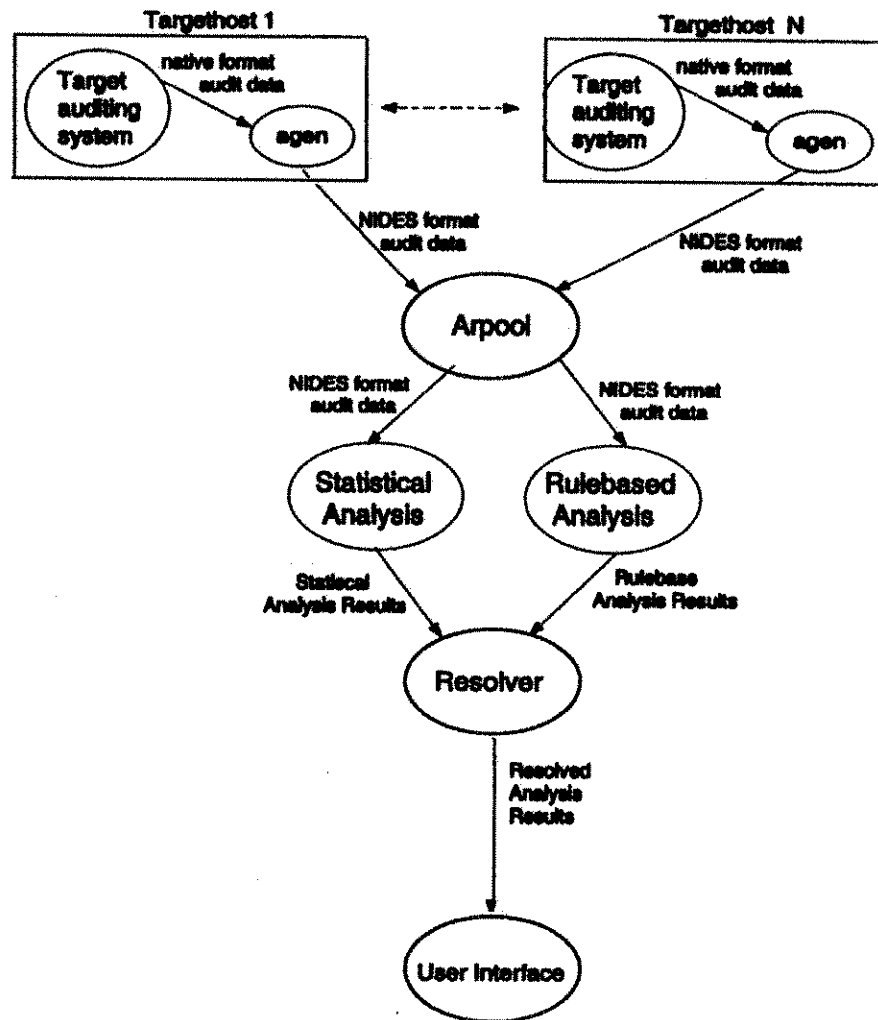 Targethost 1
Targethost N
native format
audit data
Target
auditing
system
agen
native format
audit data
Target
auditing
system
agen
NIDES format
audit data
NIDES format
audit data
Arpool
NIDES format
audit data
NIDES format
audit data
Statistical
Analysis
Rulebased
Analysis
Statiscal
Analysis Results
Rulebase
Analysis Results
Resolver
Resolved
Analysis
Results
User Interface